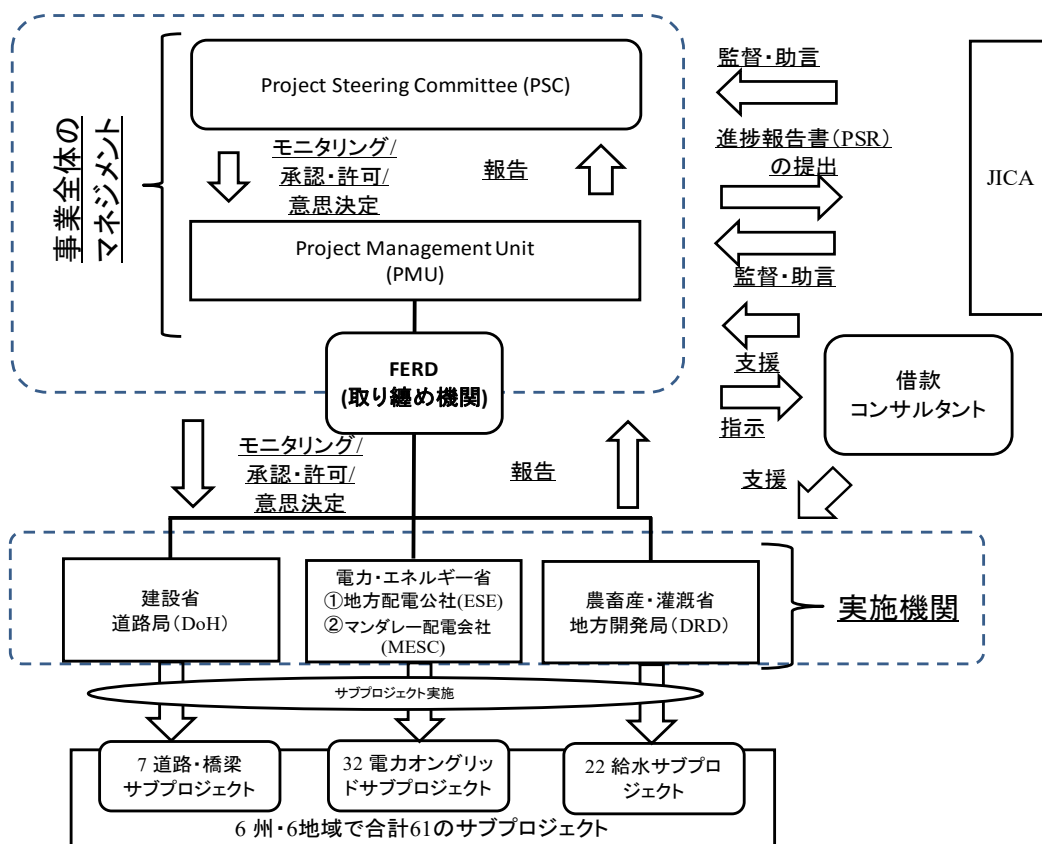 事業全体の
マネジメント
Project Steering Committee (PSC)
モニタリング/
承認・許可/
意思決定
報告
Project Management Unit
(PMU)
FERD
(取り纏め機関)
監督・助言
進捗報告書(PSR)
の提出
監督・助言
JICA
支援
指示
借款
コンサルタント
支援
モニタリング/
承認・許可/
意思決定
報告
建設省
道路局(DoH)
電力・エネルギー省
①地方配電公社(ESE)
②マンダレー配電会社
(MESC)
農畜産・灌漑省
地方開発局(DRD)
実施機関
サブプロジェクト実施
7 道路・橋梁
サブプロジェクト
32 電力オングリッ
ドサブプロジェクト
22 給水サブプロ
ジェクト
6 州・6地域で合計61のサブプロジェクト